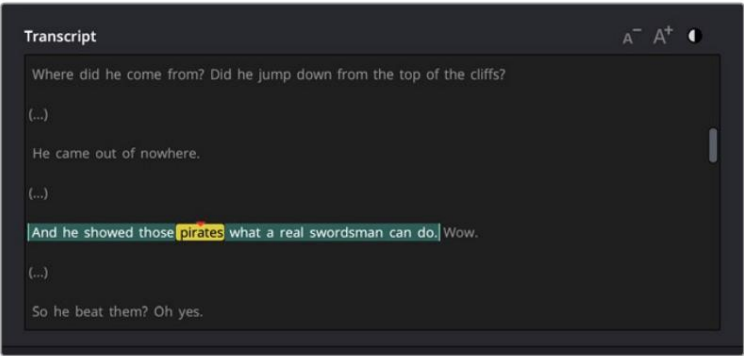 Transcript A- A+
Where did he come from? Did he jump down from the top of the cliffs?
(...)
He came out of nowhere.
(...)
And he showed those pirates what a real swordsman can do. Wow.
(...)
So he beat them? Oh yes.